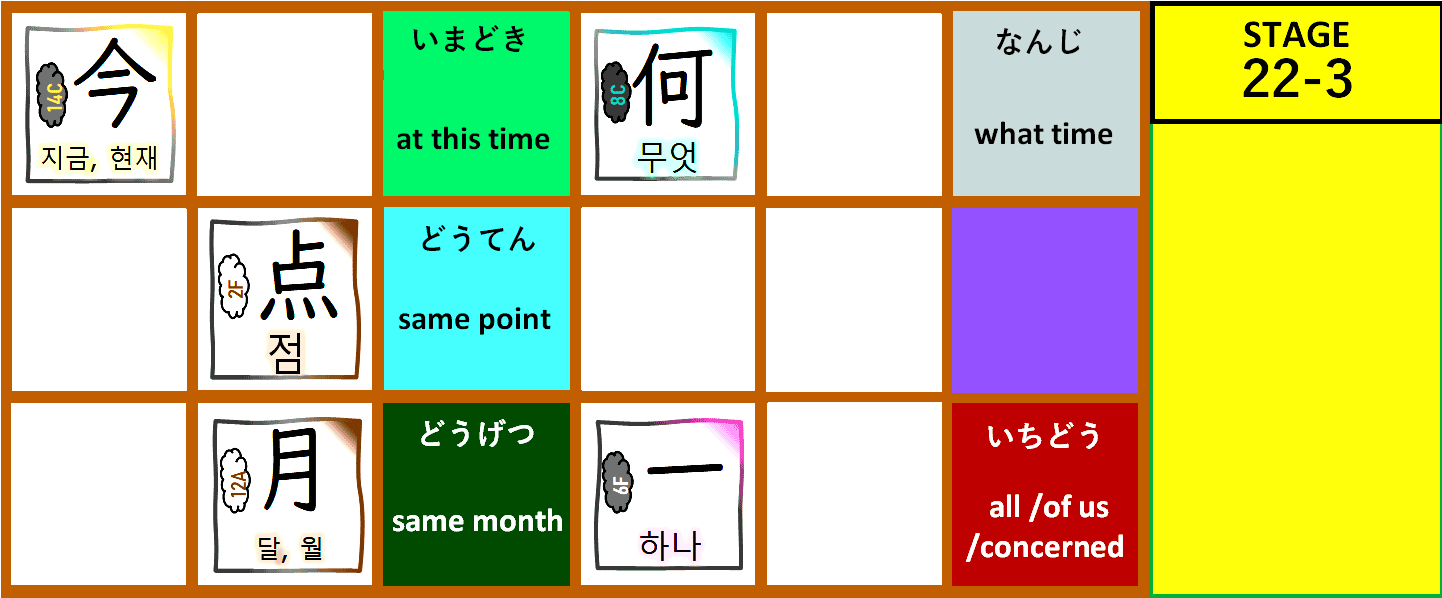 14C
今
지금, 현재
いまどき
at this time
8C
何
무엇
なんじ
what time
STAGE
22-3
2F
点
점
どうてん
same point
12A
月
달, 월
どうげつ
same month
6F
一
하나
いちどう
all /of us
/concerned